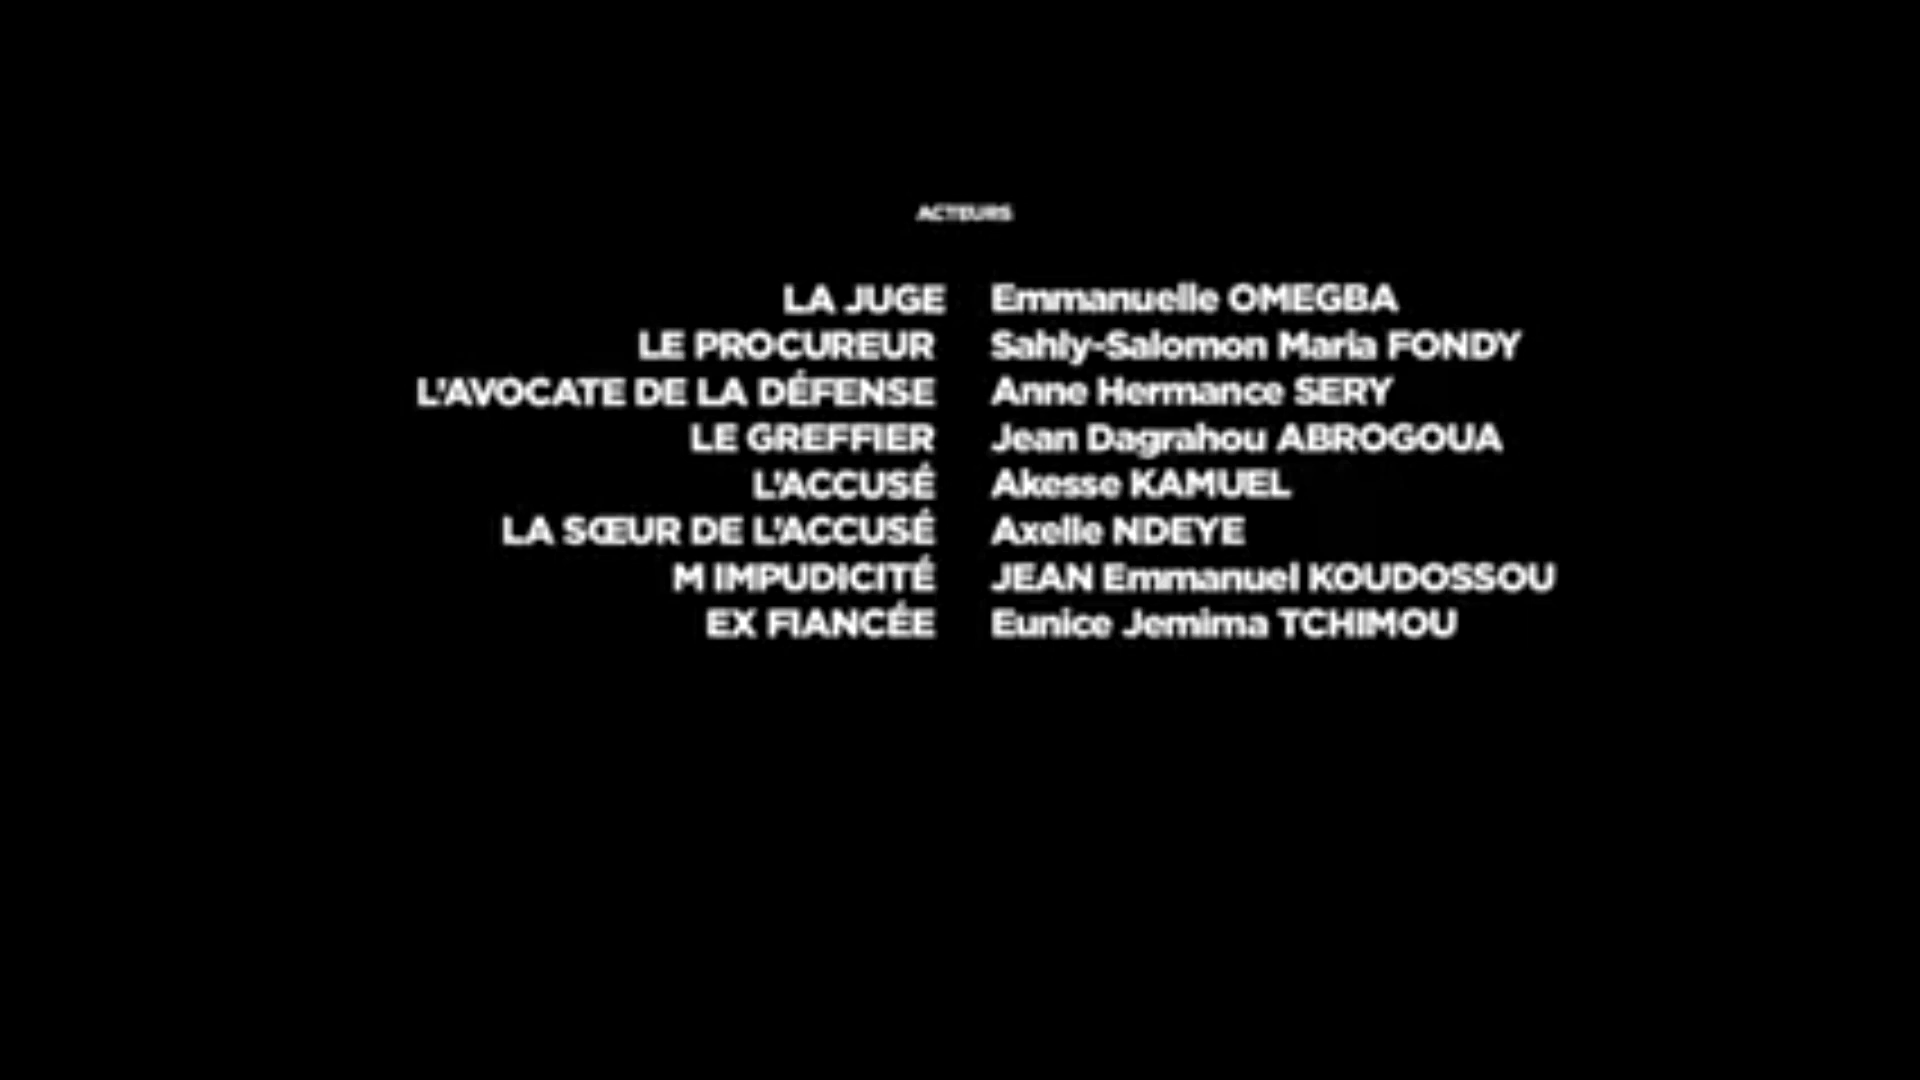 ACTEURS
LA JUGE Emmanuelle OMEGBA
LE PROCUREUR Sahly-Salomon Maria FONDY
L'AVOCATE DE LA DÉFENSE Anne Hermance SERY
LE GREFFIER Jean Dagrahou ABROGOUA
L'ACCUSÉ Akesse KAMUEL
LA SŒUR DE L'ACCUSÉ Axelle NDEYE
M IMPUDICITÉ JEAN Emmanuel KOUDOSSOU
EX FIANCÉE Eunice Jemima TCHIMOU